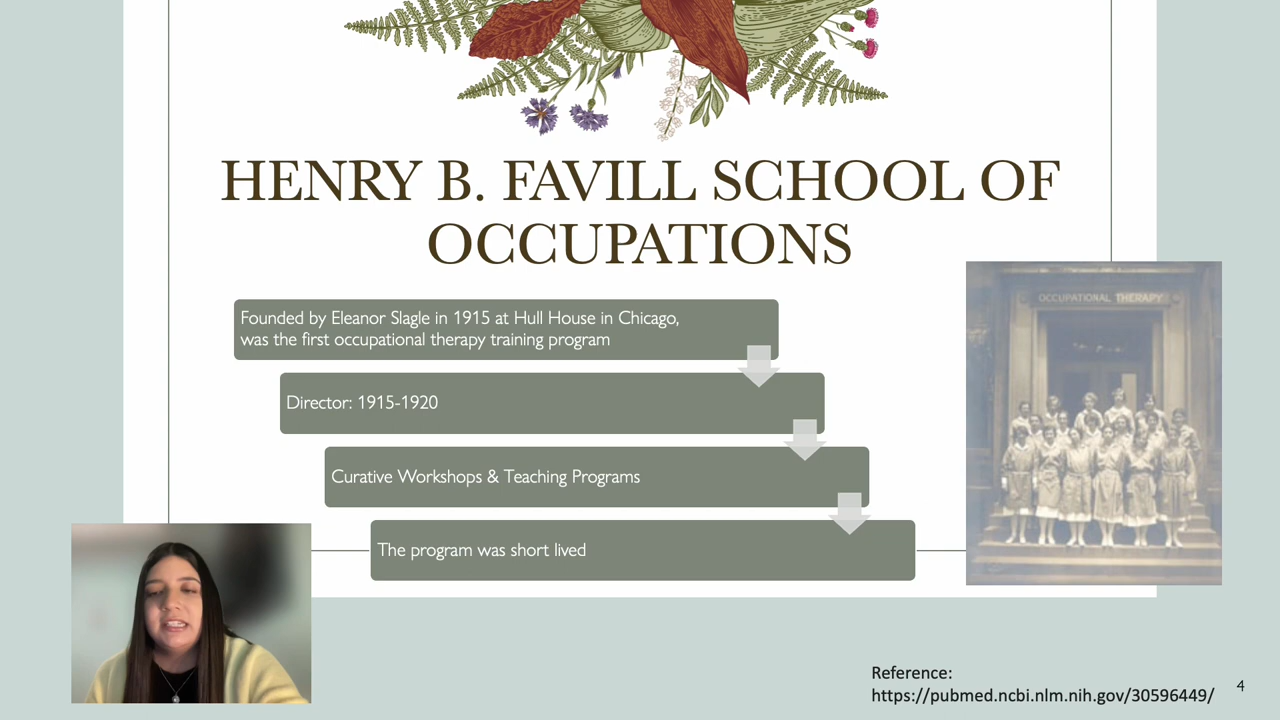 HENRY B. FAVILL SCHOOL OF
OCCUPATIONS
OCCUPATIONAL THERAPY
Founded by Eleanor Slagle in 1915 at Hull House in Chicago,
was the first occupational therapy training program
Director: 1915-1920
Curative Workshops & Teaching Programs
The program was short lived
Reference:
https://pubmed.ncbi.nlm.nih.gov/30596449/
4